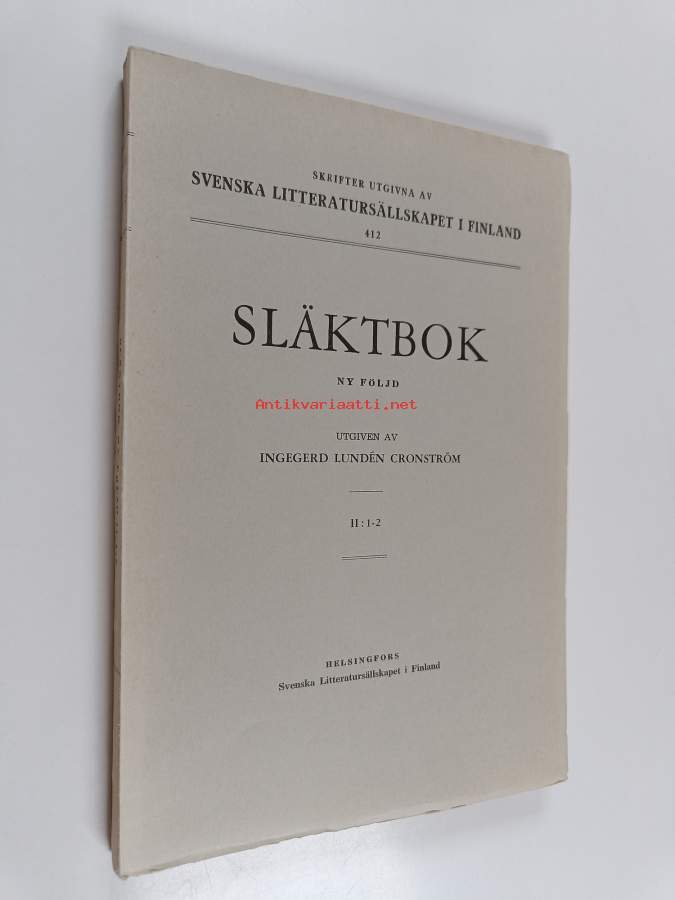 SKRIFTER UTGIVNA AV
SVENSKA LITTERATURSÄLLSKAPET I FINLAND
412
SLÄKTBOK
NY FÖLJD
Antikvariaatti.net
UTGIVEN AV
INGEGERD LUNDÉN CRONSTRÖM
II: 1-2
HELSINGFORS
Svenska Litteratursällskapet i Finland